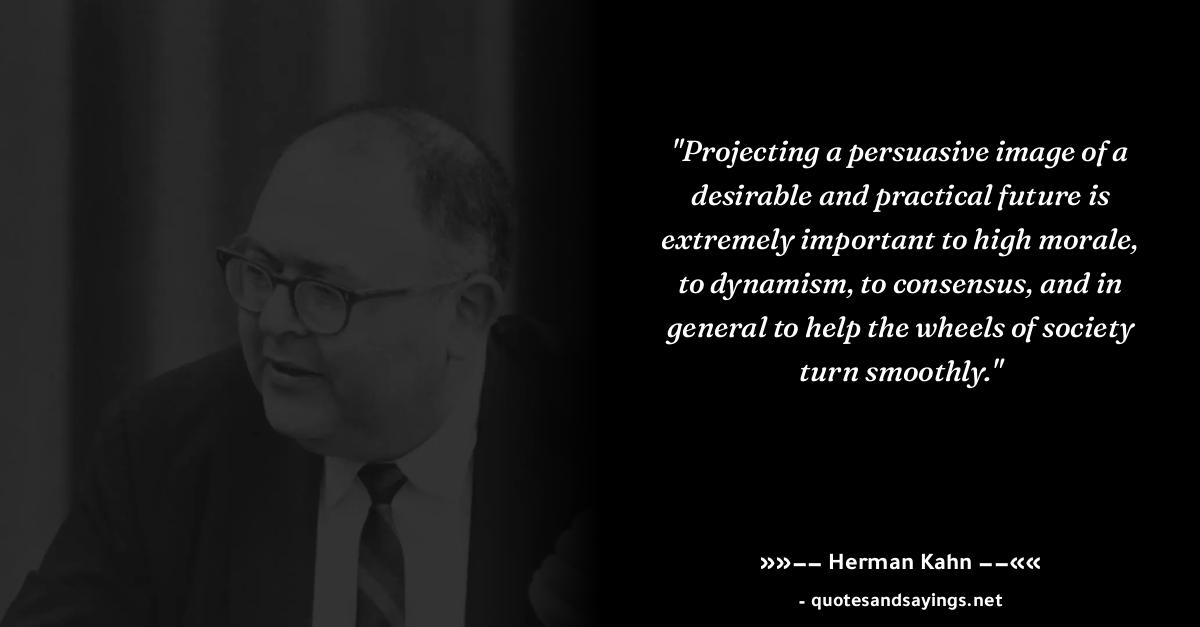 "Projecting a persuasive image of a
desirable and practical future is
extremely important to high morale,
to dynamism, to consensus, and in
general to help the wheels of society
turn smoothly."
»»−− Herman Kahn −−««
- quotesandsayings.net